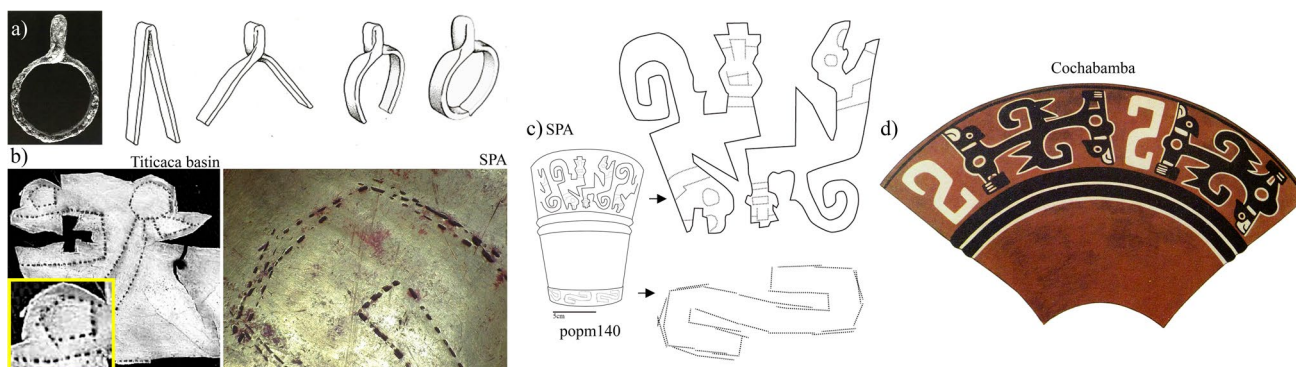 a)
b)
Titicaca basin
SPA
c) SPA
5cm
popm140
Cochabamba
d)